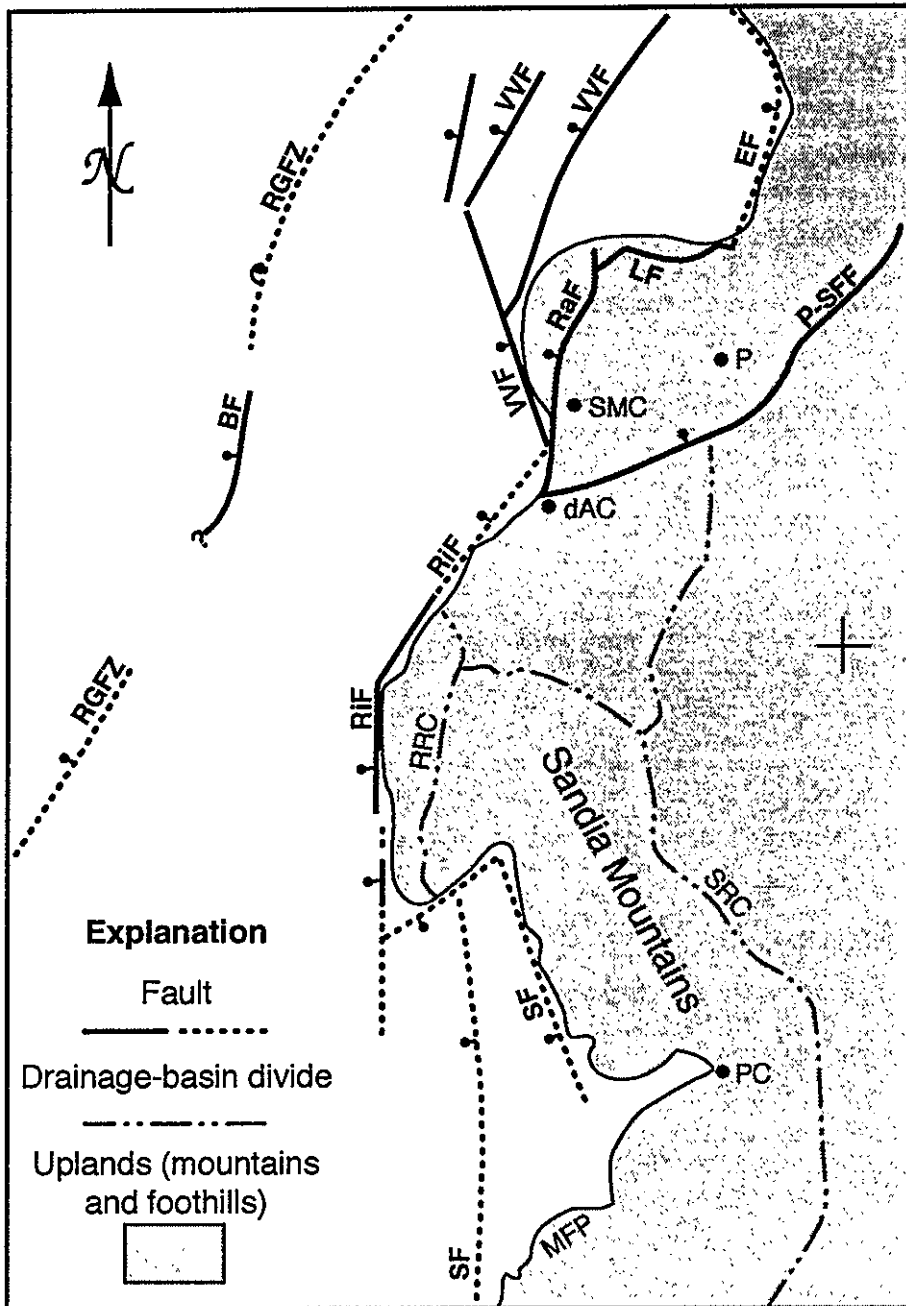 N
RGFZ
VVF
VVF
EF
LF
RaF
P-SFF
P
VVF
SMC
BF
dAC
RiF
RGFZ
RiF
RRC
Sandia Mountains
SRC
Explanation
Fault
Drainage-basin divide
Uplands (mountains
and foothills)
SF
PC
SF
MFP